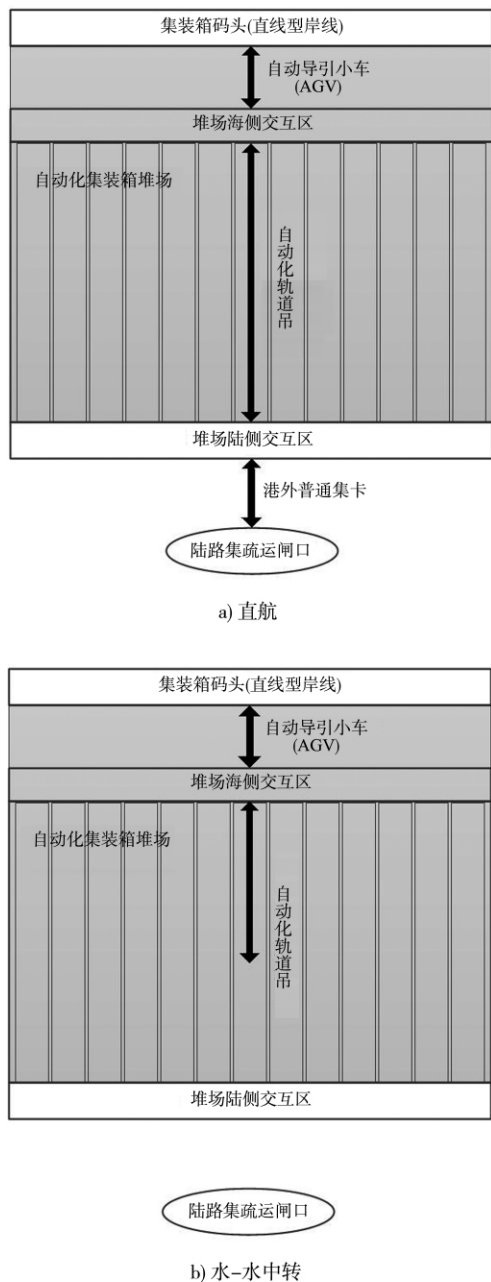 集装箱码头(直线型岸线)
自动导引小车
(AGV)
堆场海侧交互区
自动化集装箱堆场
自动化轨道吊
堆场陆侧交互区
港外普通集卡
陆路集疏运闸口
a) 直航
集装箱码头(直线型岸线)
自动导引小车
(AGV)
堆场海侧交互区
自动化集装箱堆场
自动化轨道吊
堆场陆侧交互区
陆路集疏运闸口
b) 水-水中转